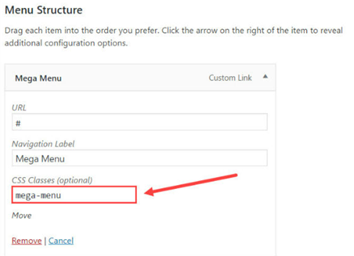 Menu Structure
Drag each item into the order you prefer. Click the arrow on the right of the item to reveal
additional configuration options.
Mega Menu Custom Link
URL
#
Navigation Label
Mega Menu
CSS Classes (optional)
mega-menu
Move
Remove | Cancel